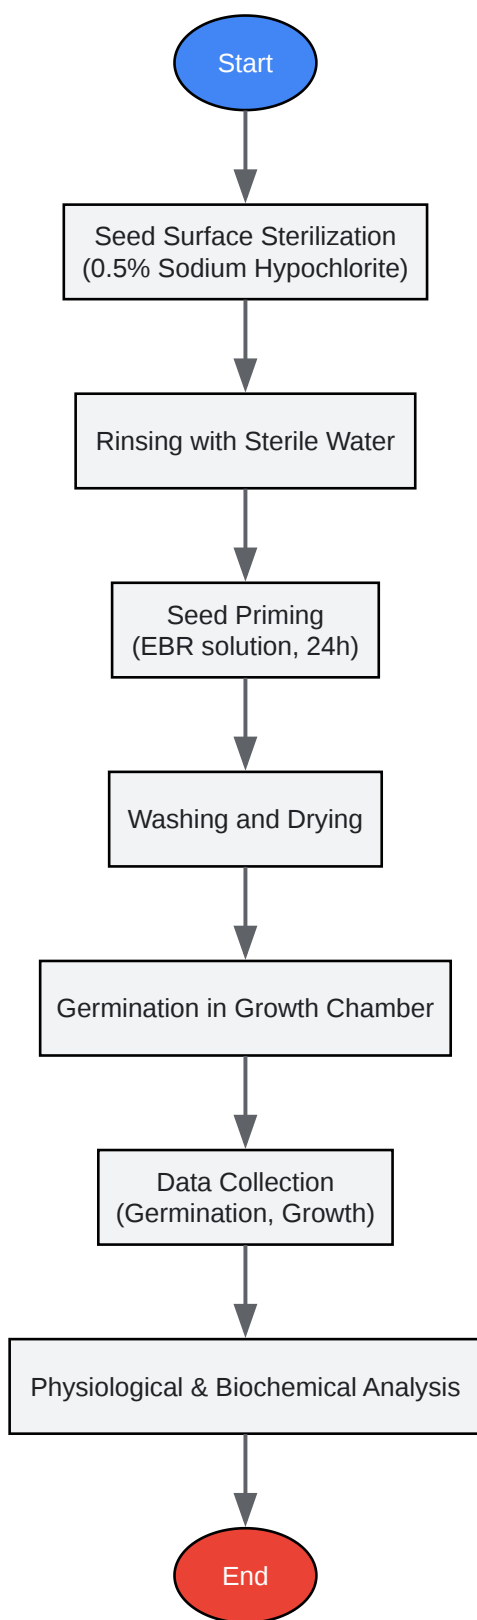 Start
Seed Surface Sterilization
(0.5% Sodium Hypochlorite)
Rinsing with Sterile Water
Seed Priming
(EBR solution, 24h)
Washing and Drying
Germination in Growth Chamber
Data Collection
(Germination, Growth)
Physiological & Biochemical Analysis
End